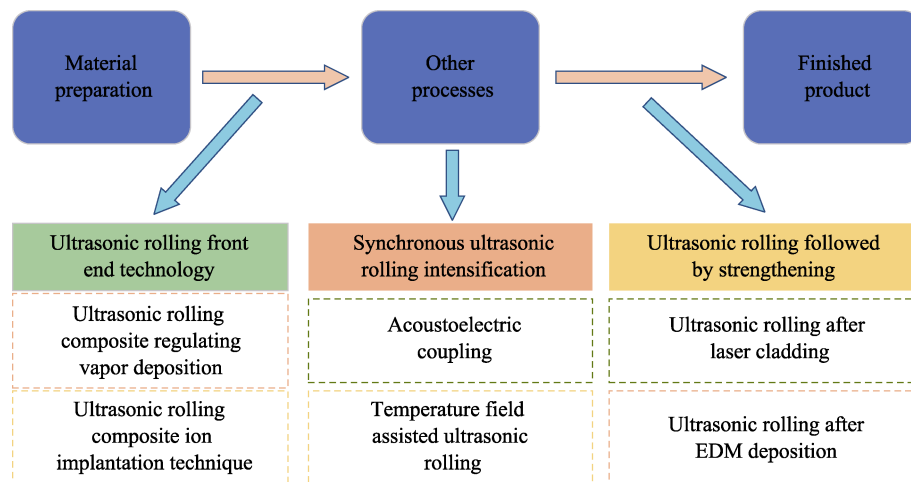 Material
preparation
Other
processes
Finished
product
Ultrasonic rolling front
end technology
Synchronous ultrasonic
rolling intensification
Ultrasonic rolling followed
by strengthening
Ultrasonic rolling
composite regulating
vapor deposition
Acoustoelectric
coupling
Ultrasonic rolling after
laser cladding
Ultrasonic rolling
composite ion
implantation technique
Temperature field
assisted ultrasonic
rolling
Ultrasonic rolling after
EDM deposition